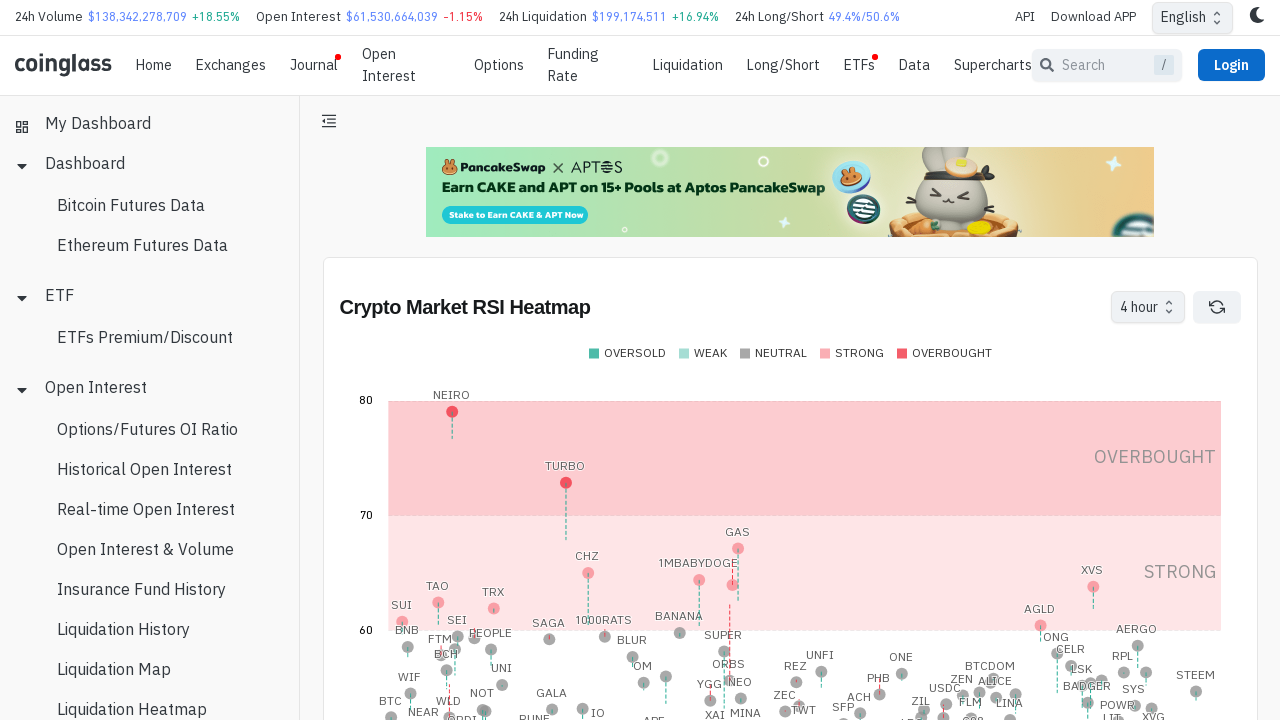 24h Volume $138,342,278,709 +18.55% Open Interest $61,530,664,039 -1.15% 24h Liquidation $199,174,511 +16.94% 24h Long/Short 49.4%/50.6% API Download APP English
coinglass Home Exchanges Journal Open Interest Options Funding Rate Liquidation Long/Short ETFs Data Supercharts Search / Login
My Dashboard
Dashboard
Bitcoin Futures Data
Ethereum Futures Data
ETF
ETFs Premium/Discount
Open Interest
Options/Futures OI Ratio
Historical Open Interest
Real-time Open Interest
Open Interest & Volume
Insurance Fund History
Liquidation History
Liquidation Map
Liquidation Heatmap
PancakeSwap X APTOS
Earn CAKE and APT on 15+ Pools at Aptos PancakeSwap
Stake to Earn CAKE & APT Now
Crypto Market RSI Heatmap 4 hour
OVERSOLD WEAK NEUTRAL STRONG OVERBOUGHT
80 NEIRO
OVERBOUGHT
TURBO
70
GAS
CHZ 1MBABYDOGE
XVS STRONG
TAO TRX
SUI AGLD
60 BNB SEI PEOPLE SAGA 1000RATS BANANA AERGO
FTM BLUR SUPER ONG
BCH UNI OM ORBS REZ UNFI ONE BTCDOM CELR RPL
WIF YGG NEO PHB ZEN ALICE LSK BADGER SYS STEEM
BTC WLD NOT GALA ZEC ACH USDC
NEAR IO XAI MINA TWT SFP ZIL FLM LINA POWR
XVG